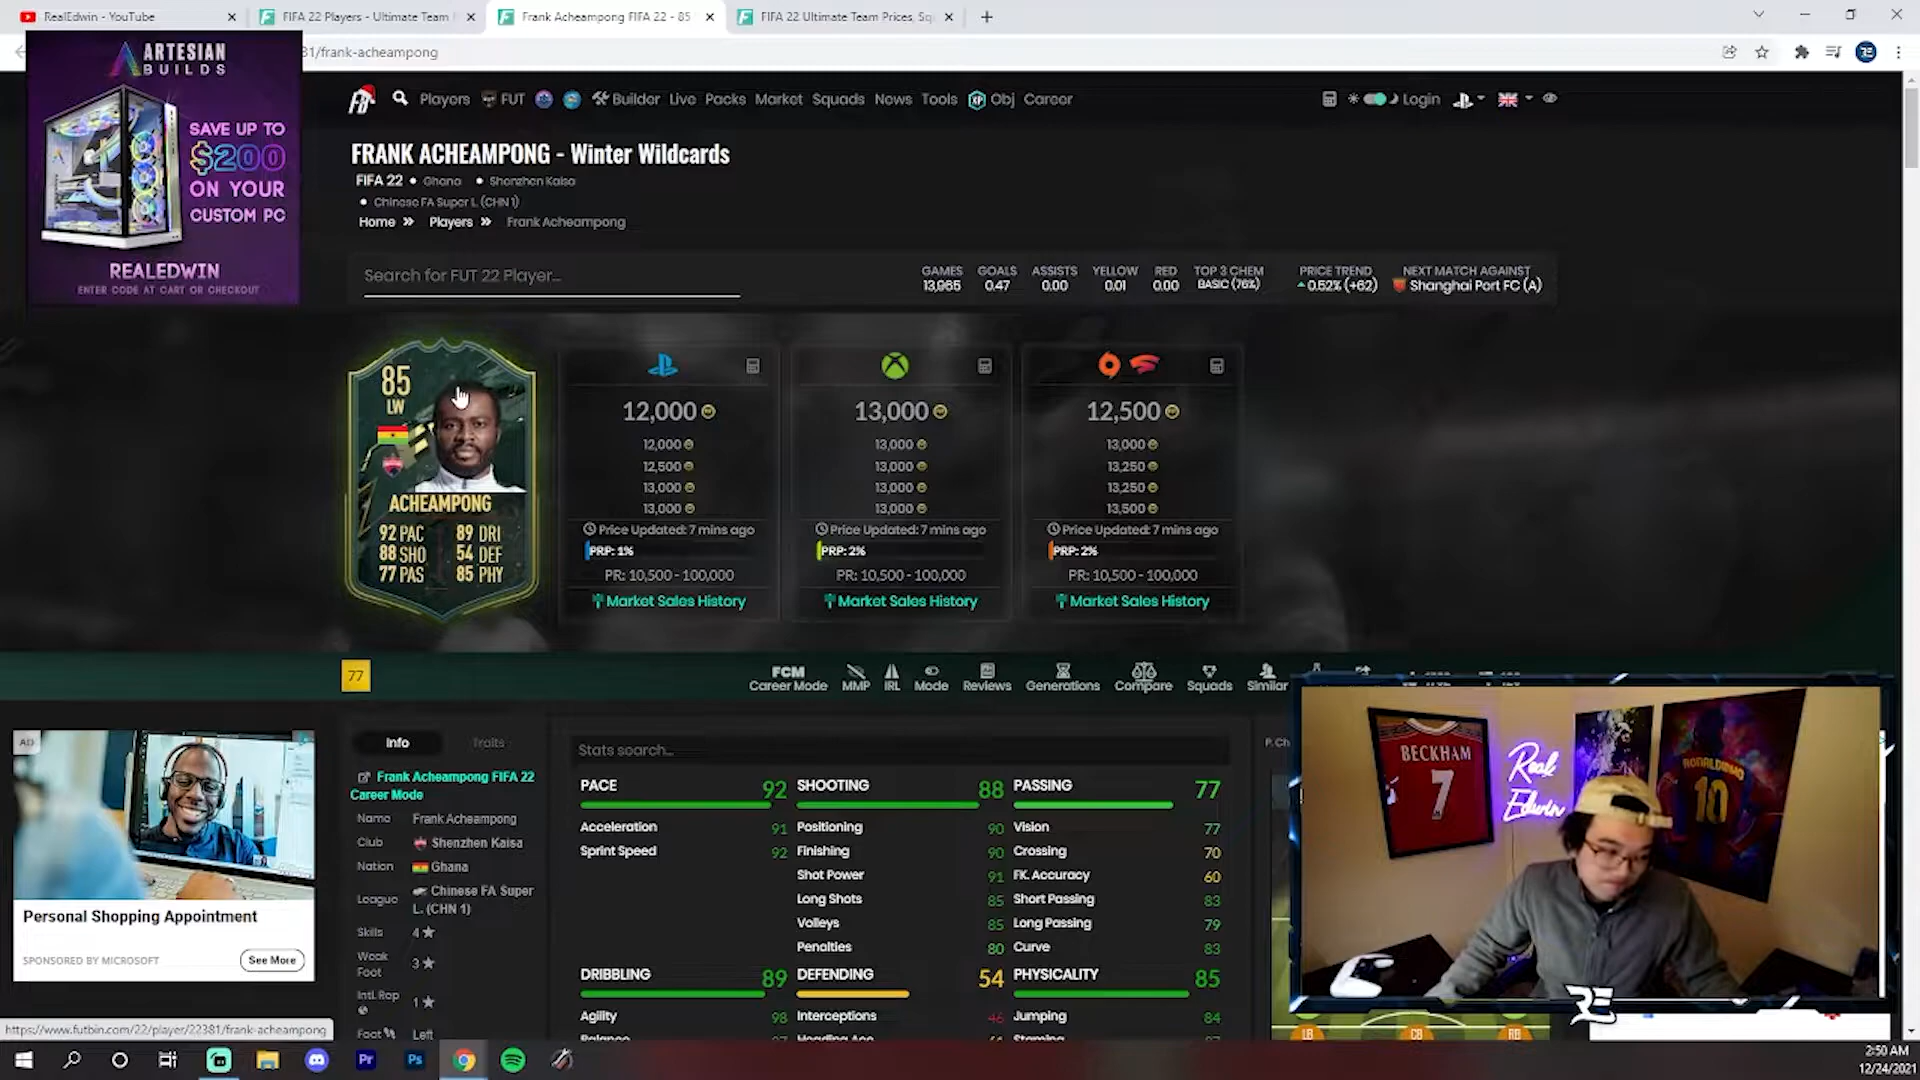 RealEdwin - YouTube
FIFA 22 Players - Ultimate Team
Frank Acheampong FIFA 22 - 85
FIFA 22 Ultimate Team Prices, Sq
81/frank-acheampong
ARTESIAN
BUILDS
SAVE UP TO
$200
ON YOUR
CUSTOM PC
REALEDWIN
ENTER CODE AT CART OR CHECKOUT
Players FUT Builder Live Packs Market Squads News Tools Obj Career
Login
FRANK ACHEAMPONG - Winter Wildcards
FIFA 22 • Ghana • Shenzhen Kaisa
• Chinese FA Super L. (CHN 1)
Home » Players » Frank Acheampong
Search for FUT 22 Player...
GAMES GOALS ASSISTS YELLOW RED TOP 3 CHEM PRICE TREND NEXT MATCH AGAINST
13,965 0.47 0.00 0.01 0.00 BASIC (76%) 0.52% (+62) Shanghai Port FC (A)
85
LW
ACHEAMPONG
92 PAC 89 DRI
88 SHO 54 DEF
77 PAS 85 PHY
12,000
12,000
12,500
13,000
13,000
Price Updated: 7 mins ago
PRP: 1%
PR: 10,500 - 100,000
Market Sales History
13,000
13,000
13,000
13,000
13,000
Price Updated: 7 mins ago
PRP: 2%
PR: 10,500 - 100,000
Market Sales History
12,500
13,000
13,250
13,250
13,500
Price Updated: 7 mins ago
PRP: 2%
PR: 10,500 - 100,000
Market Sales History
77
FCM
Career Mode MMP IRL Mode Reviews Generations Compare Squads Similar
AD
Personal Shopping Appointment
SPONSORED BY MICROSOFT
See More
Info Traits
Frank Acheampong FIFA 22
Career Mode
Name Frank Acheampong
Club Shenzhen Kaisa
Nation Ghana
League Chinese FA Super
L. (CHN 1)
Skills 4★
Weak
Foot 3★
Intl. Rep
1★
Foot Left
Stats search...
P. Ch
PACE 92
Acceleration 91
Sprint Speed 92
SHOOTING 88
Positioning 90
Finishing 90
Shot Power 91
Long Shots 85
Volleys 85
Penalties 80
PASSING 77
Vision 77
Crossing 70
FK. Accuracy 60
Short Passing 83
Long Passing 79
Curve 83
DRIBBLING 89
Agility 98
Balance
DEFENDING 54
Interceptions 46
Heading Acc
PHYSICALITY 85
Jumping 84
Stamina
BECKHAM
7
Real
Edwin
RONALDINHO
10
RE
LB CB RB
https://www.futbin.com/22/player/22381/frank-acheampong
Pr
Ps
2:50 AM
12/24/2021